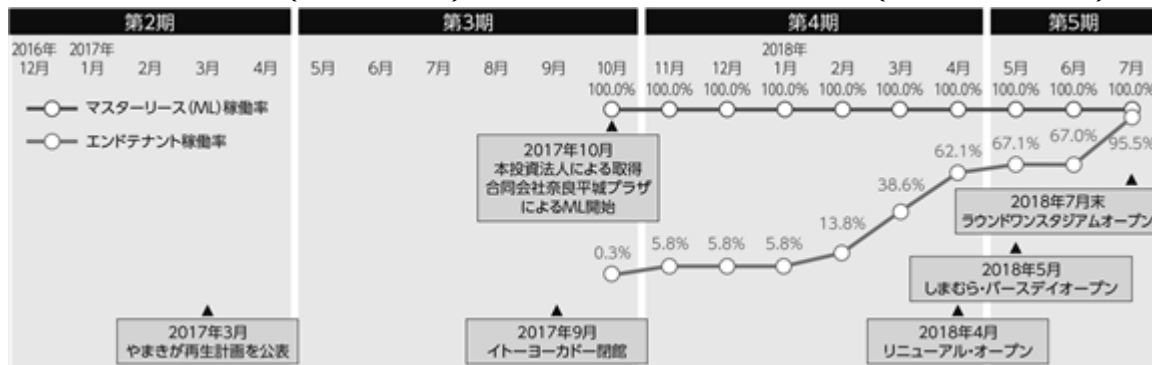 第2期
第3期
第4期
第5期
2016年 2017年
2018年
12月 1月 2月 3月 4月 5月 6月 7月 8月 9月 10月 11月 12月 1月 2月 3月 4月 5月 6月 7月
100.0% 100.0% 100.0% 100.0% 100.0% 100.0% 100.0% 100.0% 100.0% 100.0%
マスターリース(ML)稼働率
エンドテナント稼働率
0.3% 5.8% 5.8% 5.8% 13.8% 38.6% 62.1% 67.1% 67.0% 95.5%
2017年10月
本投資法人による取得
合同会社奈良平城プラザ
によるML開始
2018年7月末
ラウンドワンスタジアムオープン
2018年5月
しまむら・バースデイオープン
2017年3月
やまきが再生計画を公表
2017年9月
イトーヨーカドー閉館
2018年4月
リニューアル・オープン